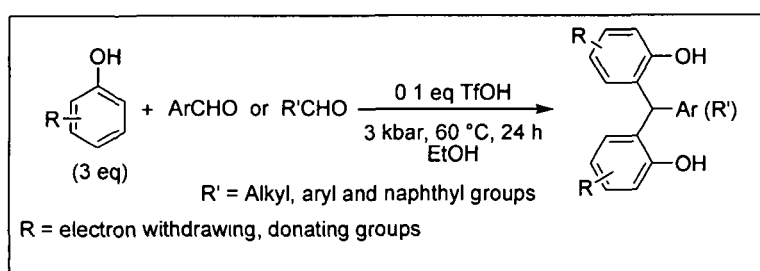 OH
R
(3 eq)
+ ArCHO or R'CHO
0 1 eq TfOH
3 kbar, 60 °C, 24 h
EtOH
R
OH
Ar (R')
OH
R
R' = Alkyl, aryl and naphthyl groups
R = electron withdrawing, donating groups